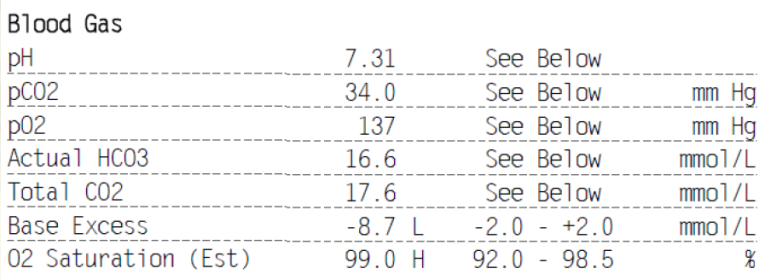 Blood Gas
pH 7.31 See Below
pCO2 34.0 See Below mm Hg
pO2 137 See Below mm Hg
Actual HCO3 16.6 See Below mmol/L
Total CO2 17.6 See Below mmol/L
Base Excess -8.7 L -2.0 - +2.0 mmol/L
O2 Saturation (Est) 99.0 H 92.0 - 98.5 %